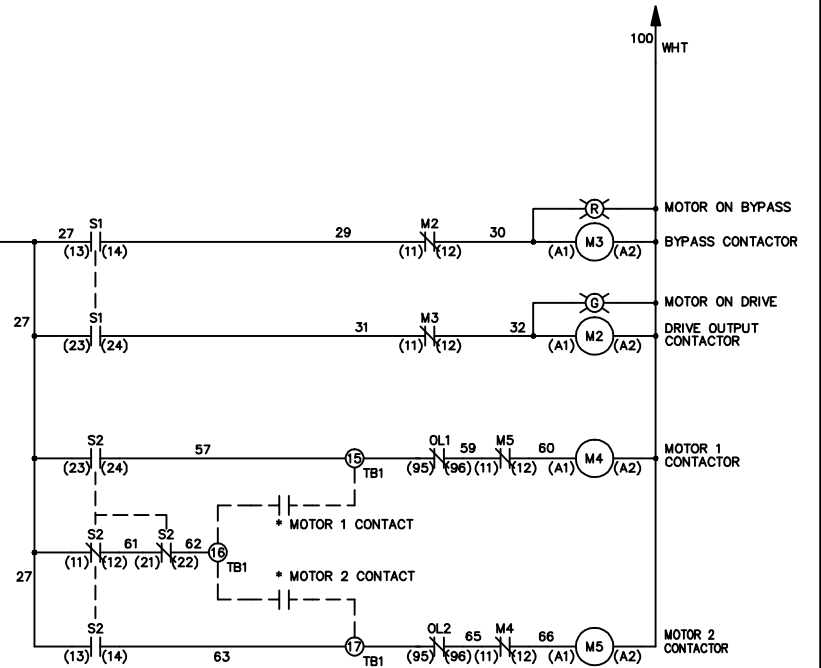 100
WHT
R
MOTOR ON BYPASS
27
S1
(13) (14)
29
M2
(11) (12)
30
(A1) M3 (A2)
BYPASS CONTACTOR
G
MOTOR ON DRIVE
27
S1
(23) (24)
31
M3
(11) (12)
32
(A1) M2 (A2)
DRIVE OUTPUT
CONTACTOR
S2
(23) (24)
57
15
TB1
OL1
(95) (96)
59
M5
(11) (12)
60
(A1) M4 (A2)
MOTOR 1
CONTACTOR
* MOTOR 1 CONTACT
S2
(11) (12)
61
S2
(21) (22)
62
16
TB1
27
* MOTOR 2 CONTACT
S2
(13) (14)
63
17
TB1
OL2
(95) (96)
65
M4
(11) (12)
66
(A1) M5 (A2)
MOTOR 2
CONTACTOR